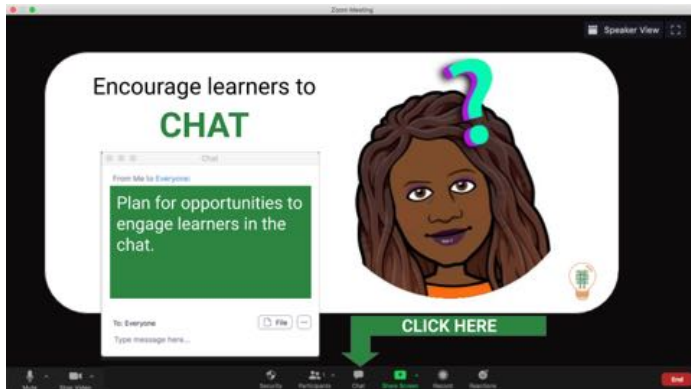 Zoom Meeting
Speaker View
Encourage learners to
CHAT
?
Chat
From Me to Everyone:
Plan for opportunities to
engage learners in the
chat.
To: Everyone
File
Type message here...
CLICK HERE
Mute
Stop Video
Security
Participants
1
Chat
Share Screen
Record
Reactions
End